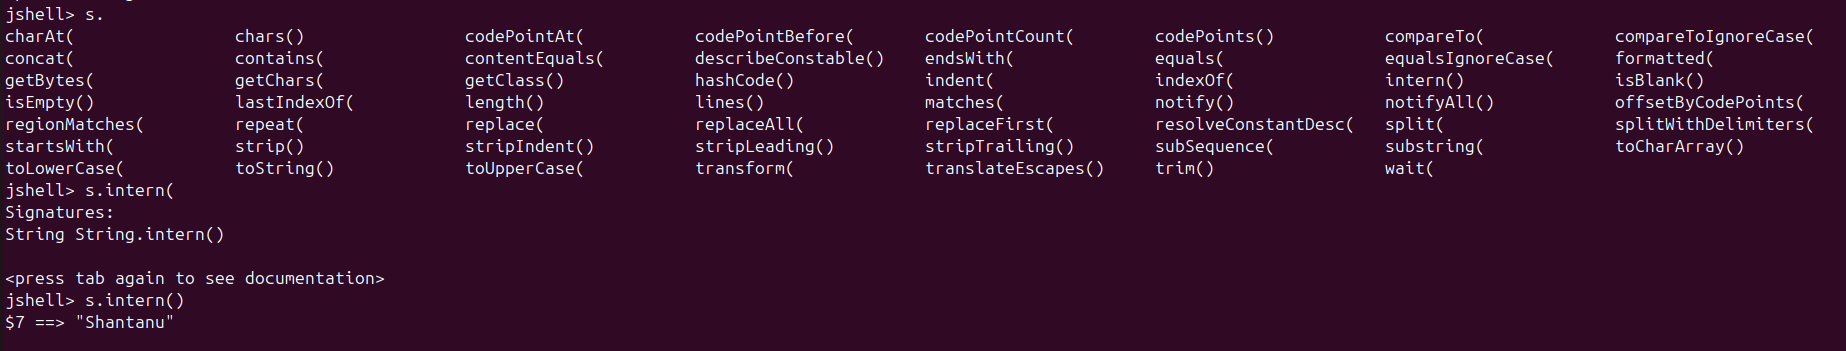 jshell> s.
charAt( chars() codePointAt( codePointBefore( codePointCount( codePoints() compareTo( compareToIgnoreCase(
concat( contains( contentEquals( describeConstable() endsWith( equals( equalsIgnoreCase( formatted(
getBytes( getChars( getClass() hashCode() indent( indexOf( intern() isBlank()
isEmpty() lastIndexOf( length() lines() matches( notify() notifyAll() offsetByCodePoints(
regionMatches( repeat( replace( replaceAll( replaceFirst( resolveConstantDesc( split( splitWithDelimiters(
startsWith( strip() stripIndent() stripLeading() stripTrailing() subSequence( substring( toCharArray()
toLowerCase( toString() toUpperCase( transform( translateEscapes() trim() wait(
jshell> s.intern(
Signatures:
String String.intern()
<press tab again to see documentation>
jshell> s.intern()
$7 ==> "Shantanu"